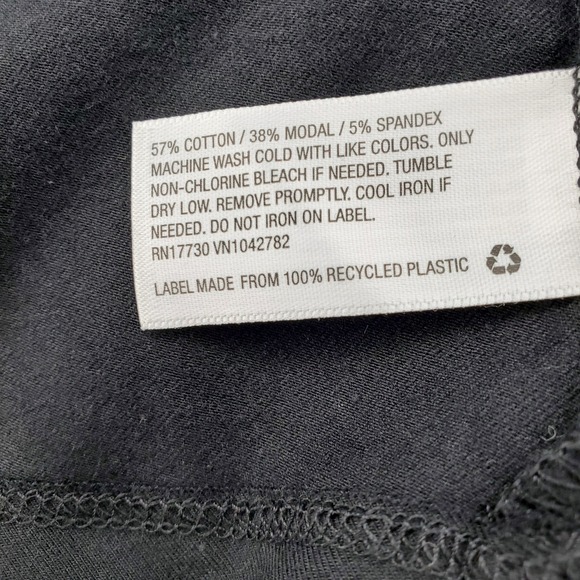 57% COTTON / 38% MODAL / 5% SPANDEX
MACHINE WASH COLD WITH LIKE COLORS. ONLY
NON-CHLORINE BLEACH IF NEEDED. TUMBLE
DRY LOW. REMOVE PROMPTLY. COOL IRON IF
NEEDED. DO NOT IRON ON LABEL.
RN17730 VN1042782
LABEL MADE FROM 100% RECYCLED PLASTIC